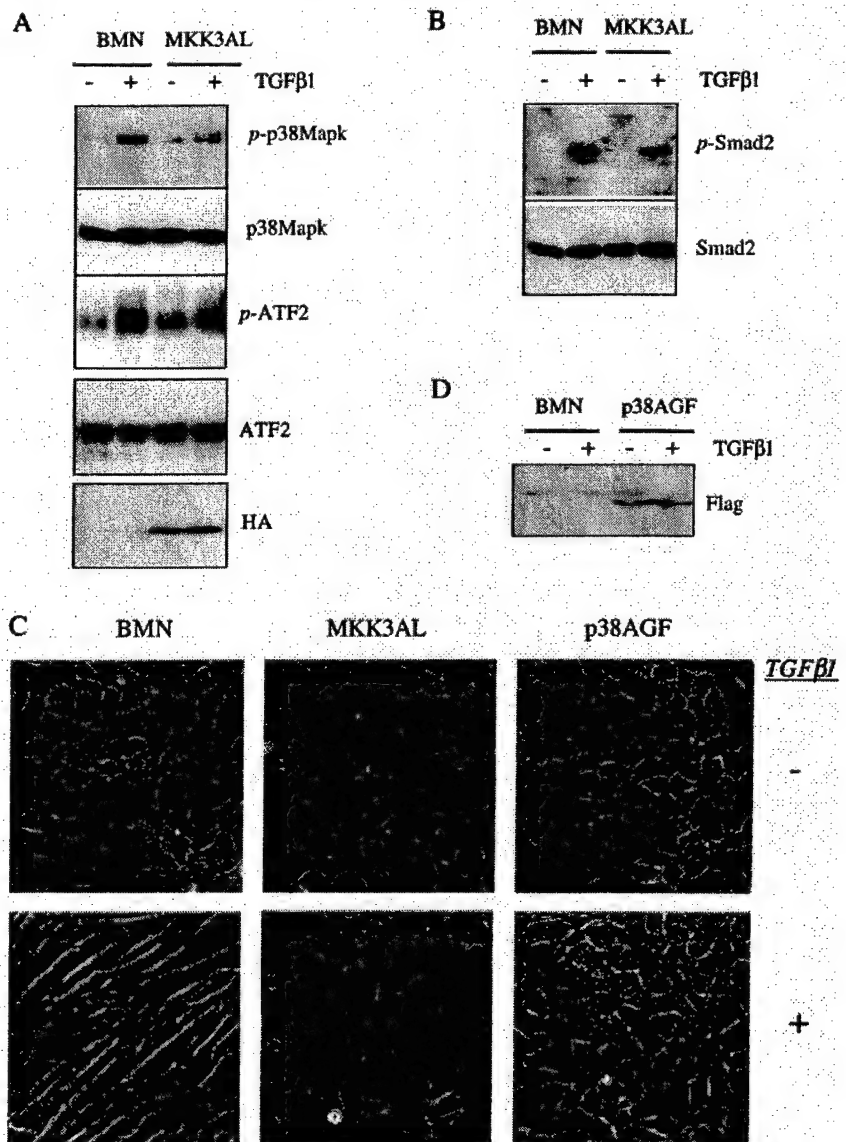 A
BMN MKK3AL
- + - + TGFβ1
p-p38Mapk
p38Mapk
p-ATF2
ATF2
HA
B
BMN MKK3AL
- + - + TGFβ1
p-Smad2
Smad2
D
BMN p38AGF
- + - + TGFβ1
Flag
C
BMN MKK3AL p38AGF
TGFβ1
-
+